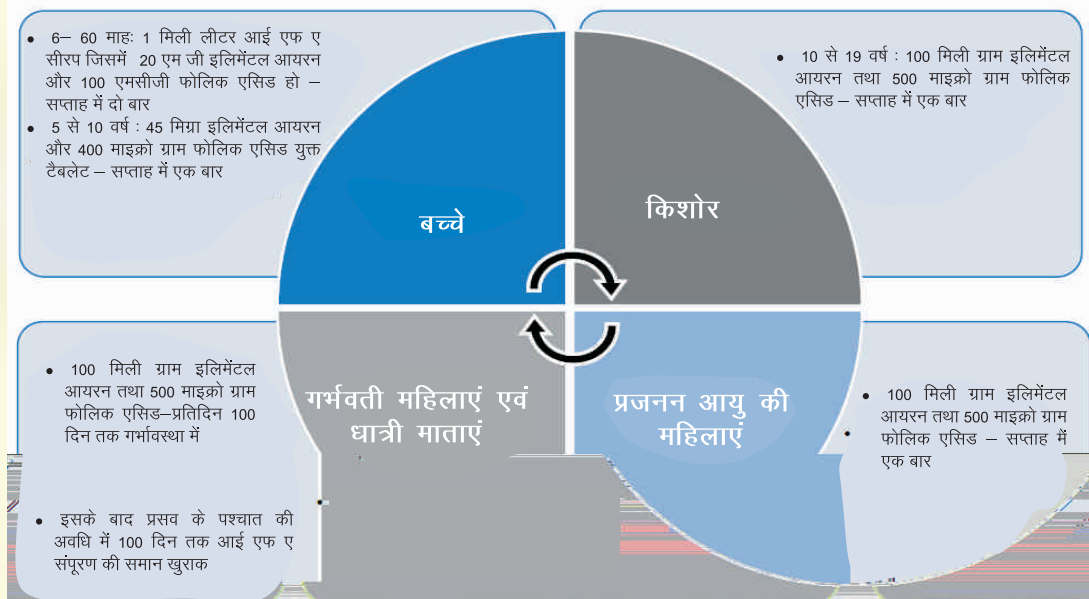 • 6– 60 माहः 1 मिली लीटर आई एफ ए
सीरप जिसमें 20 एम जी इलिमेंटल आयरन
और 100 एमसीजी फोलिक एसिड हो –
सप्ताह में दो बार
• 5 से 10 वर्ष : 45 मिग्रा इलिमेंटल आयरन
और 400 माइक्रो ग्राम फोलिक एसिड युक्त
टैबलेट – सप्ताह में एक बार
• 10 से 19 वर्ष : 100 मिली ग्राम इलिमेंटल
आयरन तथा 500 माइक्रो ग्राम फोलिक
एसिड – सप्ताह में एक बार
बच्चे
किशोर
• 100 मिली ग्राम इलिमेंटल
आयरन तथा 500 माइक्रो ग्राम
फोलिक एसिड–प्रतिदिन 100
दिन तक गर्भावस्था में
• इसके बाद प्रसव के पश्चात की
अवधि में 100 दिन तक आई एफ ए
संपूरण की समान खुराक
गर्भवती महिलाएं एवं
धात्री माताएं
प्रजनन आयु की
महिलाएं
• 100 मिली ग्राम इलिमेंटल
आयरन तथा 500 माइक्रो ग्राम
फोलिक एसिड – सप्ताह में
एक बार